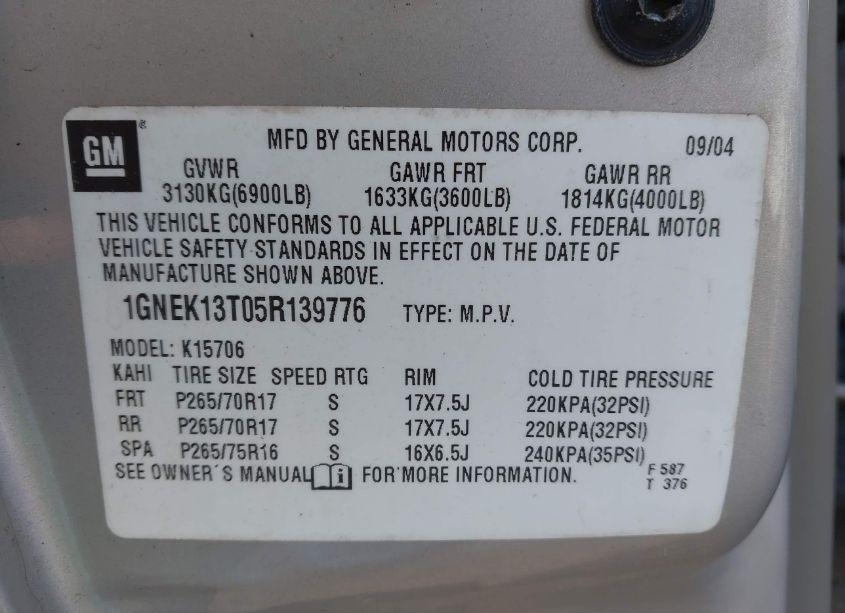 GM ®
MFD BY GENERAL MOTORS CORP. 09/04
GVWR GAWR FRT GAWR RR
3130KG(6900LB) 1633KG(3600LB) 1814KG(4000LB)
THIS VEHICLE CONFORMS TO ALL APPLICABLE U.S. FEDERAL MOTOR
VEHICLE SAFETY STANDARDS IN EFFECT ON THE DATE OF
MANUFACTURE SHOWN ABOVE.
1GNEK13T05R139776 TYPE: M.P.V.
MODEL: K15706
KAHI TIRE SIZE SPEED RTG RIM COLD TIRE PRESSURE
FRT P265/70R17 S 17X7.5J 220KPA(32PSI)
RR P265/70R17 S 17X7.5J 220KPA(32PSI)
SPA P265/75R16 S 16X6.5J 240KPA(35PSI)
SEE OWNER´S MANUAL i FOR MORE INFORMATION.
F 587
T 376